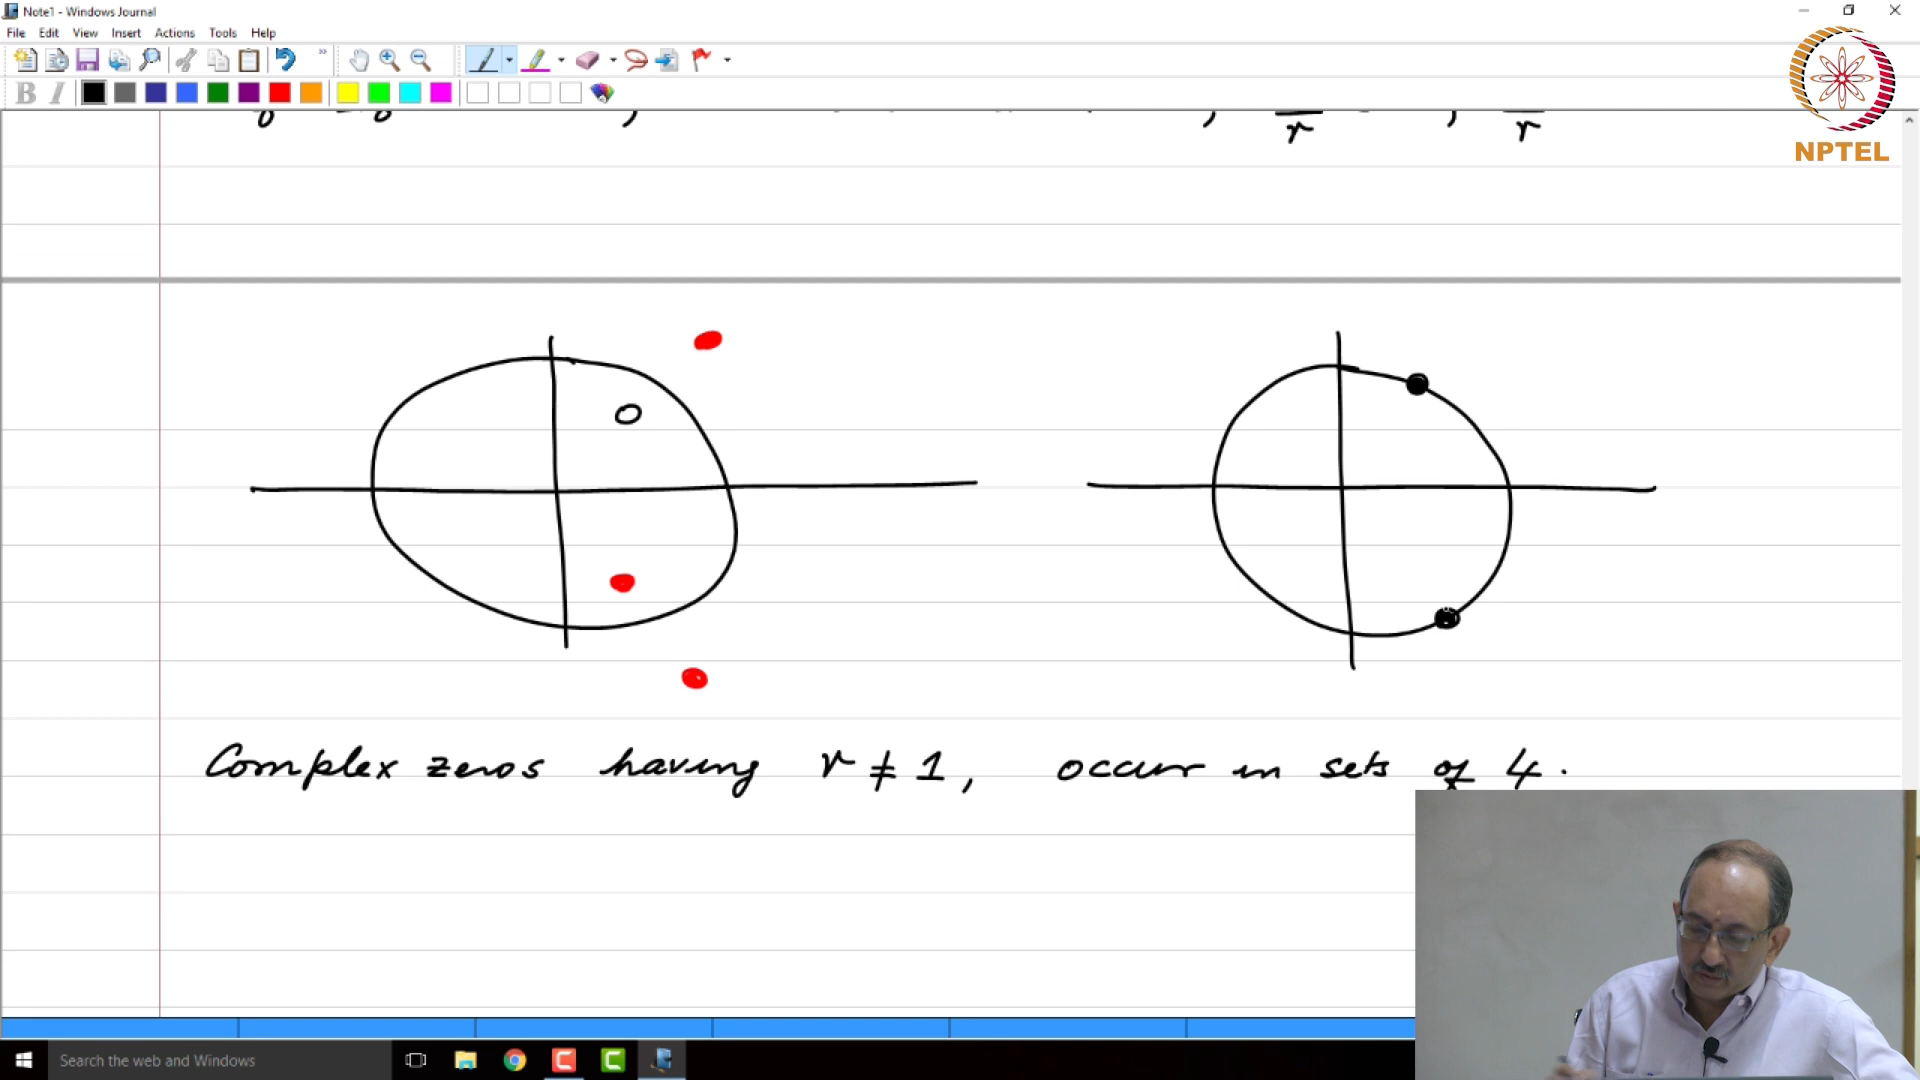 Note1 - Windows Journal
File Edit View Insert Actions Tools Help
B I
NPTEL
r r
Complex zeros having r ≠ 1, occur in sets of 4.
Search the web and Windows